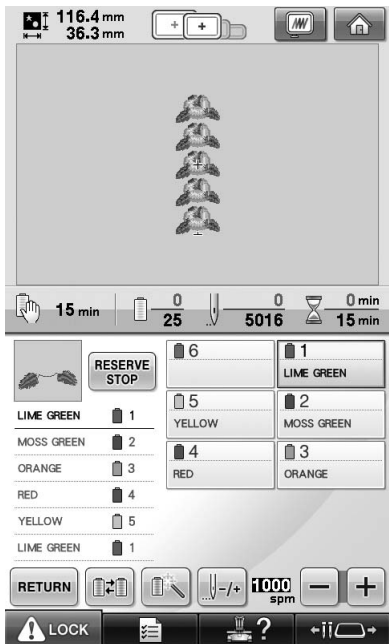 116.4 mm
36.3 mm
15 min
0
25
0
5016
0 min
15 min
RESERVE
STOP
LIME GREEN 1
MOSS GREEN 2
ORANGE 3
RED 4
YELLOW 5
LIME GREEN 1
6
1
LIME GREEN
5
YELLOW
2
MOSS GREEN
4
RED
3
ORANGE
RETURN
-/+
1000
spm
− +
LOCK
?